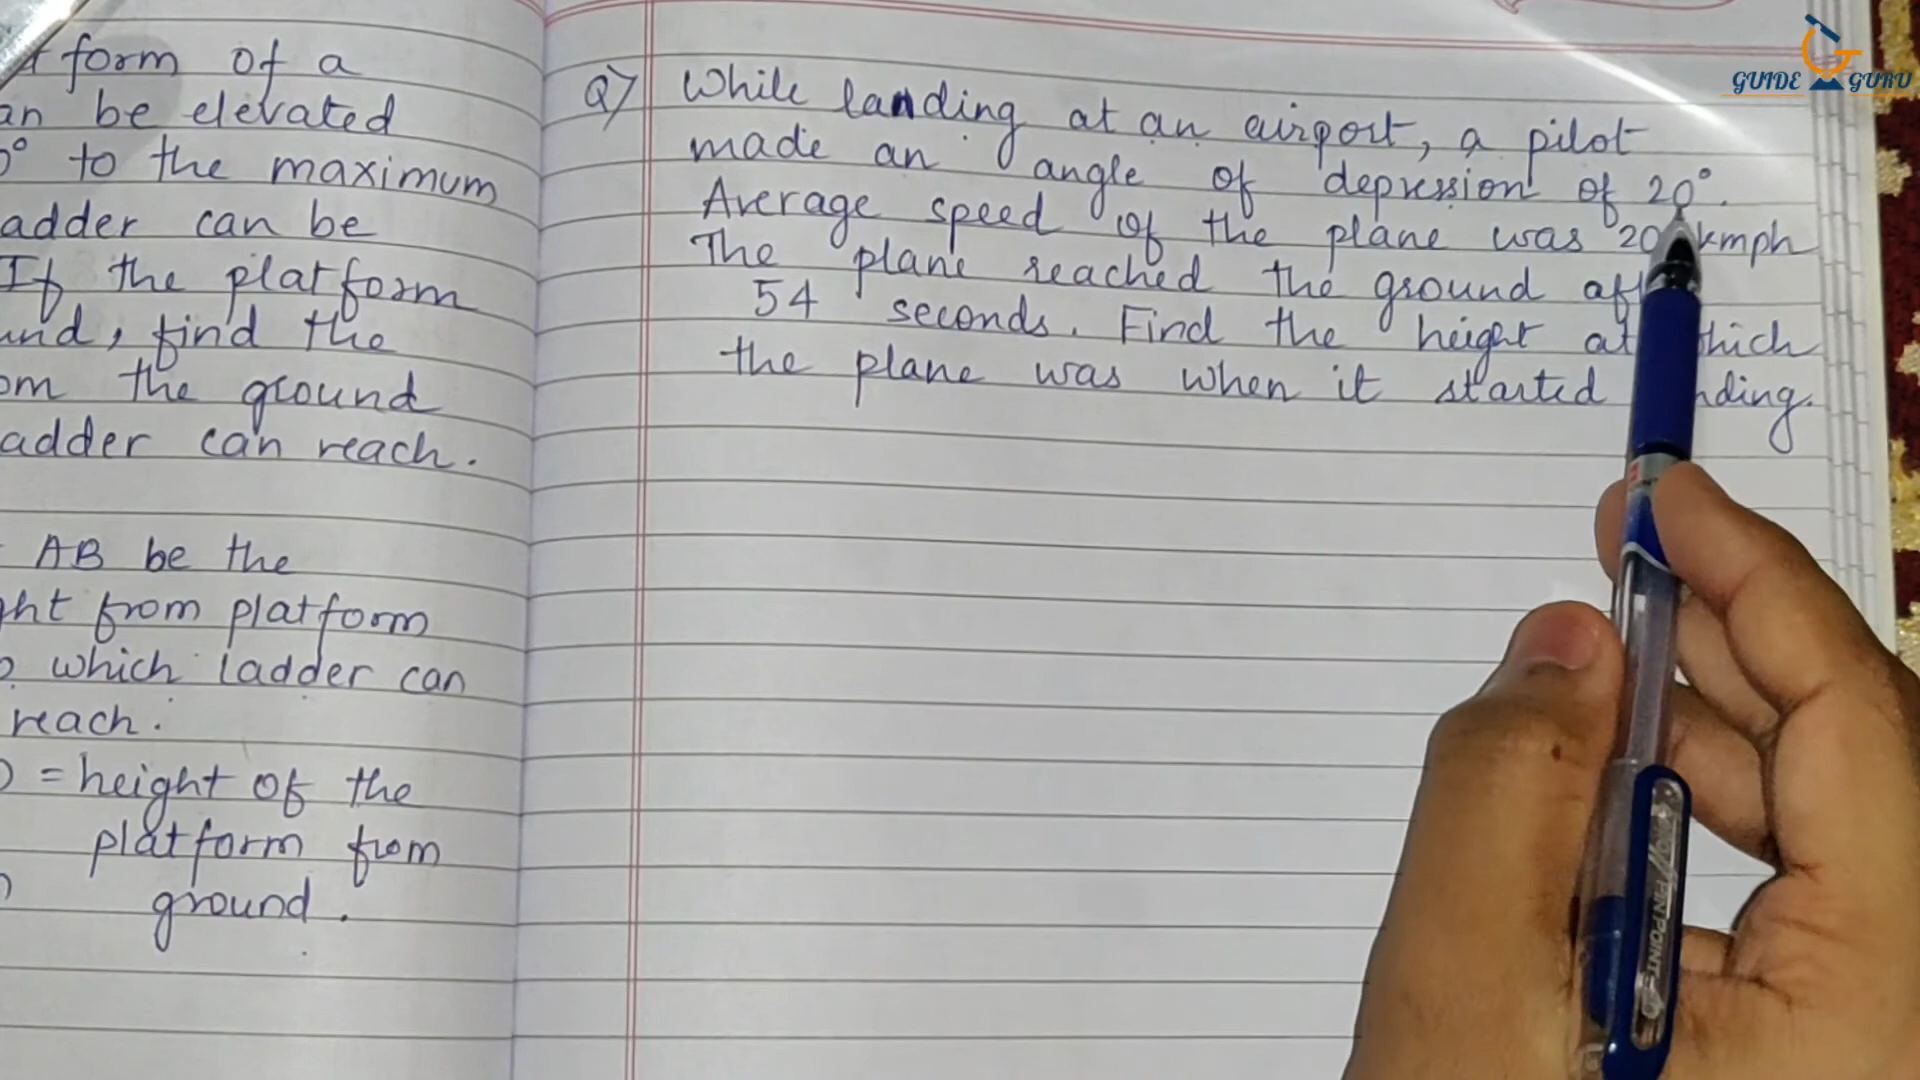 form of a
be elevated
to the maximum
adder can be
If the platform
find the
the ground
adder can reach.
AB be the
ght from platform
which ladder can
reach.
= height of the
platform from
ground.
Q7 While landing at an airport, a pilot
made an angle of depression of 20°.
Average speed of the plane was 20 kmph
The plane reached the ground
54 seconds. Find the height at
the plane was when it started
GUIDE GURU